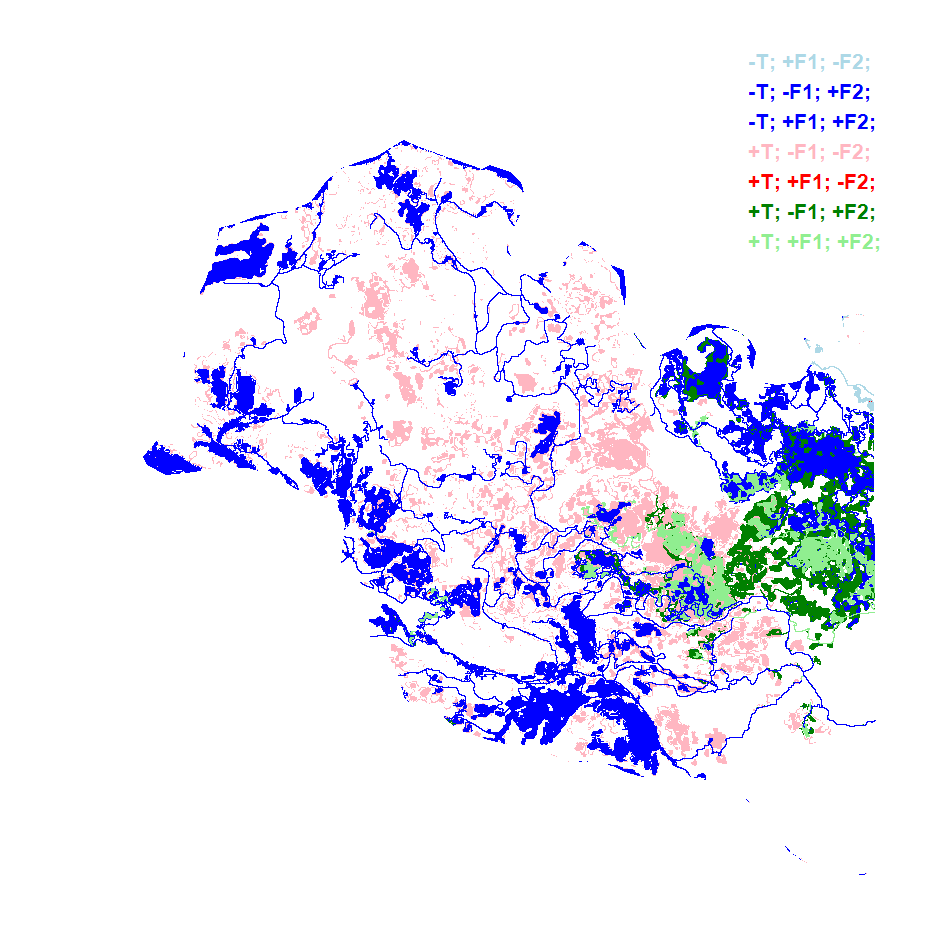 -T; +F1; -F2;
-T; -F1; +F2;
-T; +F1; +F2;
+T; -F1; -F2;
+T; +F1; -F2;
+T; -F1; +F2;
+T; +F1; +F2;